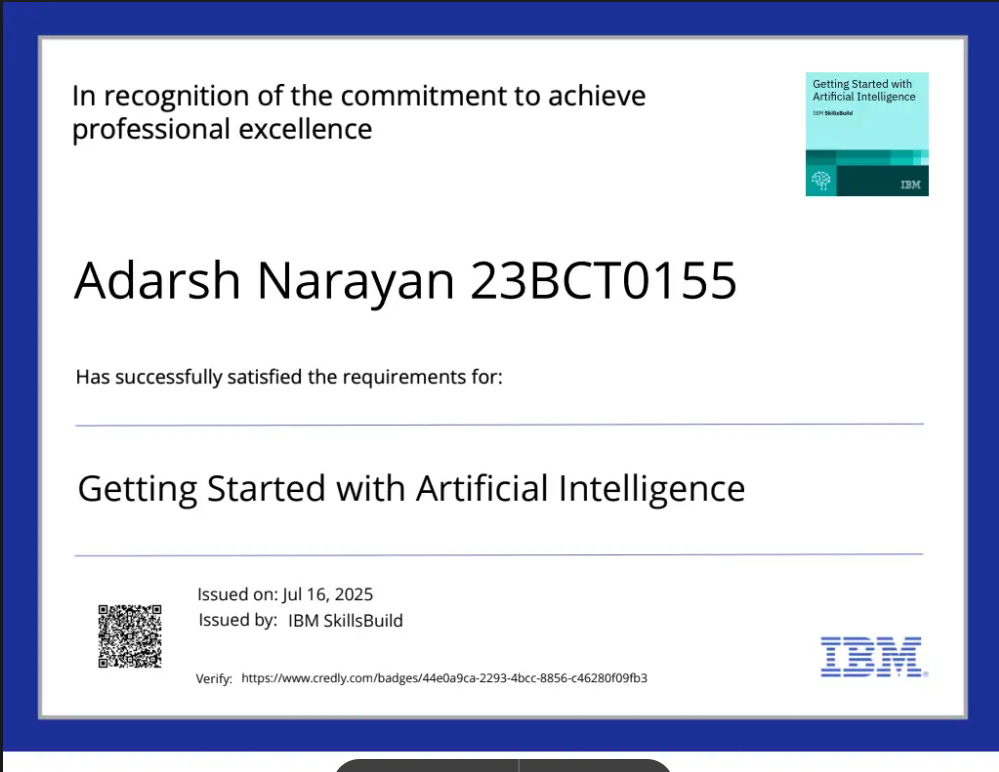 In recognition of the commitment to achieve
professional excellence
Getting Started with
Artificial Intelligence
IBM SkillsBuild
IBM
Adarsh Narayan 23BCT0155
Has successfully satisfied the requirements for:
Getting Started with Artificial Intelligence
Issued on: Jul 16, 2025
Issued by: IBM SkillsBuild
Verify: https://www.credly.com/badges/44e0a9ca-2293-4bcc-8856-c46280f09fb3
IBM®